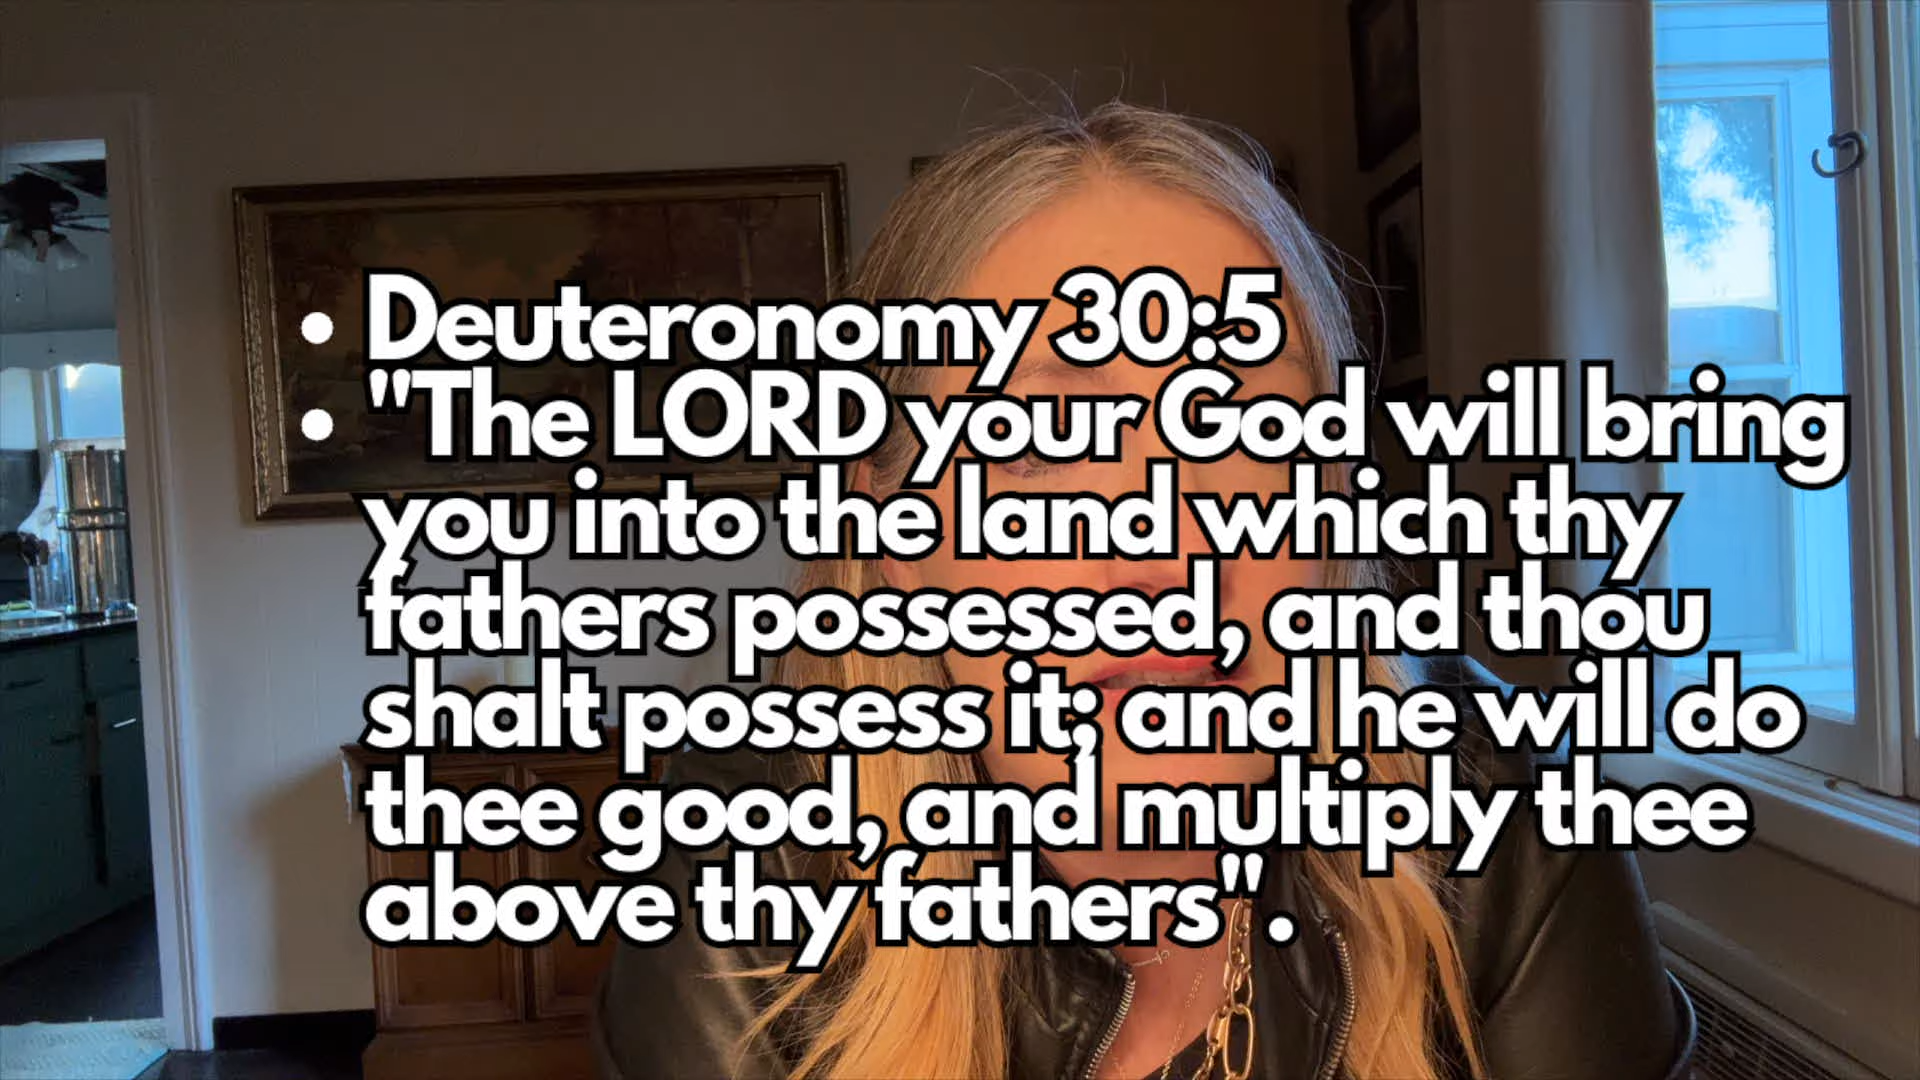 • Deuteronomy 30:5
• "The LORD your God will bring
you into the land which thy
fathers possessed, and thou
shalt possess it; and he will do
thee good, and multiply thee
above thy fathers".